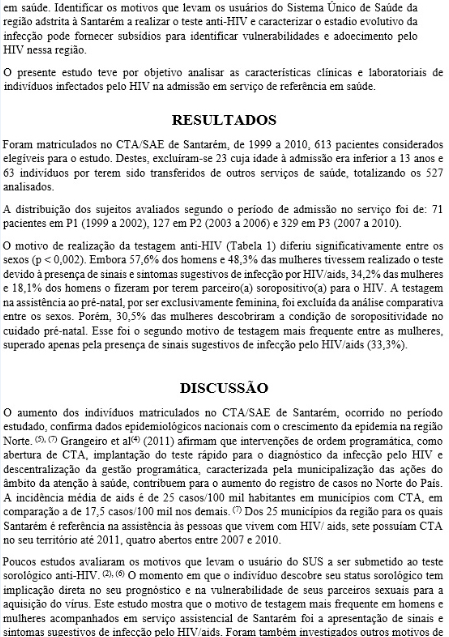 em saúde. Identificar os motivos que levam os usuários do Sistema Único de Saúde da
região adstrita à Santarém a realizar o teste anti-HIV e caracterizar o estadio evolutivo da
infecção pode fornecer subsídios para identificar vulnerabilidades e adoecimento pelo
HIV nessa região.
O presente estudo teve por objetivo analisar as características clínicas e laboratoriais de
indivíduos infectados pelo HIV na admissão em serviço de referência em saúde.
RESULTADOS
Foram matriculados no CTA/SAE de Santarém, de 1999 a 2010, 613 pacientes considerados
elegíveis para o estudo. Destes, excluíram-se 23 cuja idade à admissão era inferior a 13 anos e
63 indivíduos por terem sido transferidos de outros serviços de saúde, totalizando os 527
analisados.
A distribuição dos sujeitos avaliados segundo o período de admissão no serviço foi de: 71
pacientes em P1 (1999 a 2002), 127 em P2 (2003 a 2006) e 329 em P3 (2007 a 2010).
O motivo de realização da testagem anti-HIV (Tabela 1) diferiu significativamente entre os
sexos (p < 0,002). Embora 57,6% dos homens e 48,3% das mulheres tivessem realizado o teste
devido à presença de sinais e sintomas sugestivos de infecção por HIV/aids, 34,2% das mulheres
e 18,1% dos homens o fizeram por terem parceiro(a) soropositivo(a) para o HIV. A testagem
na assistência ao pré-natal, por ser exclusivamente feminina, foi excluída da análise comparativa
entre os sexos. Porém, 30,5% das mulheres descobriram a condição de soropositividade no
cuidado pré-natal. Esse foi o segundo motivo de testagem mais frequente entre as mulheres,
superado apenas pela presença de sinais sugestivos de infecção pelo HIV/aids (33,3%).
DISCUSSÃO
O aumento dos indivíduos matriculados no CTA/SAE de Santarém, ocorrido no período
estudado, confirma dados epidemiológicos nacionais com o crescimento da epidemia na região
Norte. (5), (7) Grangeiro et al(4) (2011) afirmam que intervenções de ordem programática, como
abertura de CTA, implantação do teste rápido para o diagnóstico da infecção pelo HIV e
descentralização da gestão programática, caracterizada pela municipalização das ações do
âmbito da atenção à saúde, contribuem para o aumento do registro de casos no Norte do País.
A incidência média de aids é de 25 casos/100 mil habitantes em municípios com CTA, em
comparação a de 17,5 casos/100 mil nos demais. (7) Dos 25 municípios da região para os quais
Santarém é referência na assistência às pessoas que vivem com HIV/ aids, sete possuíam CTA
no seu território até 2011, quatro abertos entre 2007 e 2010.
Poucos estudos avaliaram os motivos que levam o usuário do SUS a ser submetido ao teste
sorológico anti-HIV. (2), (6) O momento em que o indivíduo descobre seu status sorológico tem
implicação direta no seu prognóstico e na vulnerabilidade de seus parceiros sexuais para a
aquisição do vírus. Este estudo mostra que o motivo de testagem mais frequente em homens e
mulheres acompanhados em serviço assistencial de Santarém foi a apresentação de sinais e
sintomas sugestivos de infecção pelo HIV/aids. Foram também investigados outros motivos de